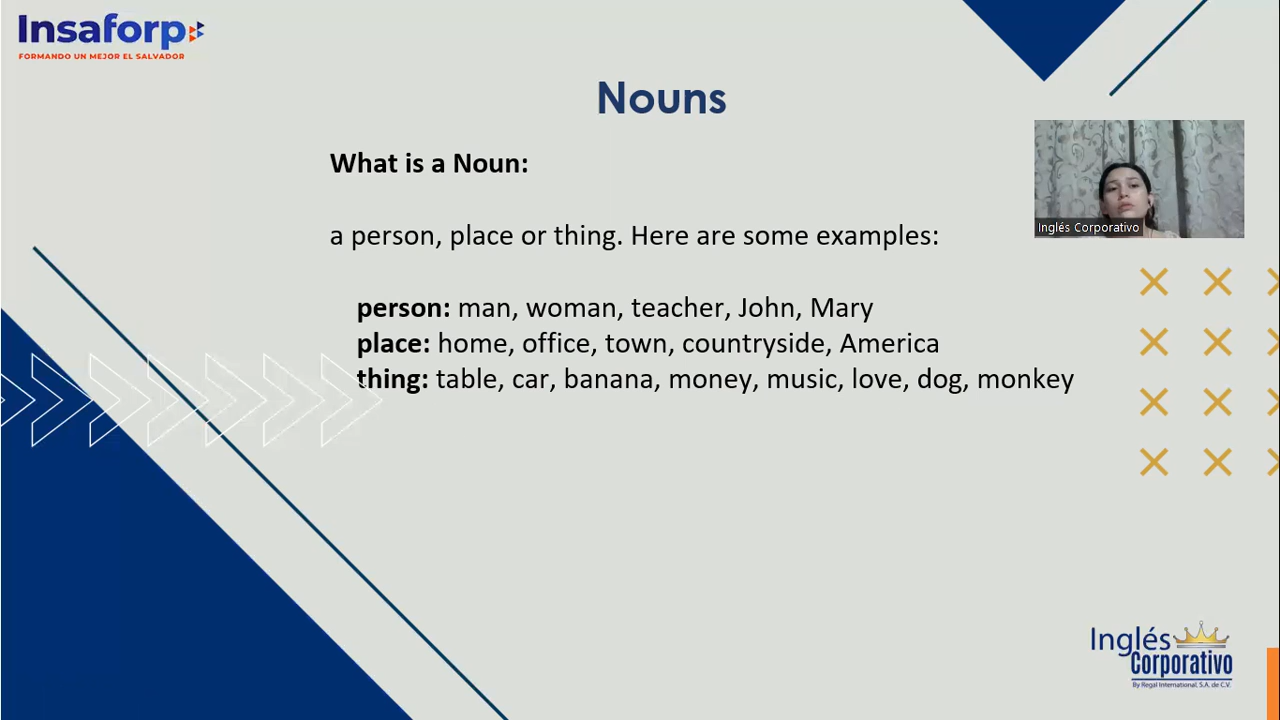 Insaforp
FORMANDO UN MEJOR EL SALVADOR
Nouns
What is a Noun:
a person, place or thing. Here are some examples:
person: man, woman, teacher, John, Mary
place: home, office, town, countryside, America
thing: table, car, banana, money, music, love, dog, monkey
Inglés Corporativo
Inglés
Corporativo
By Regal International, S.A. de C.V.